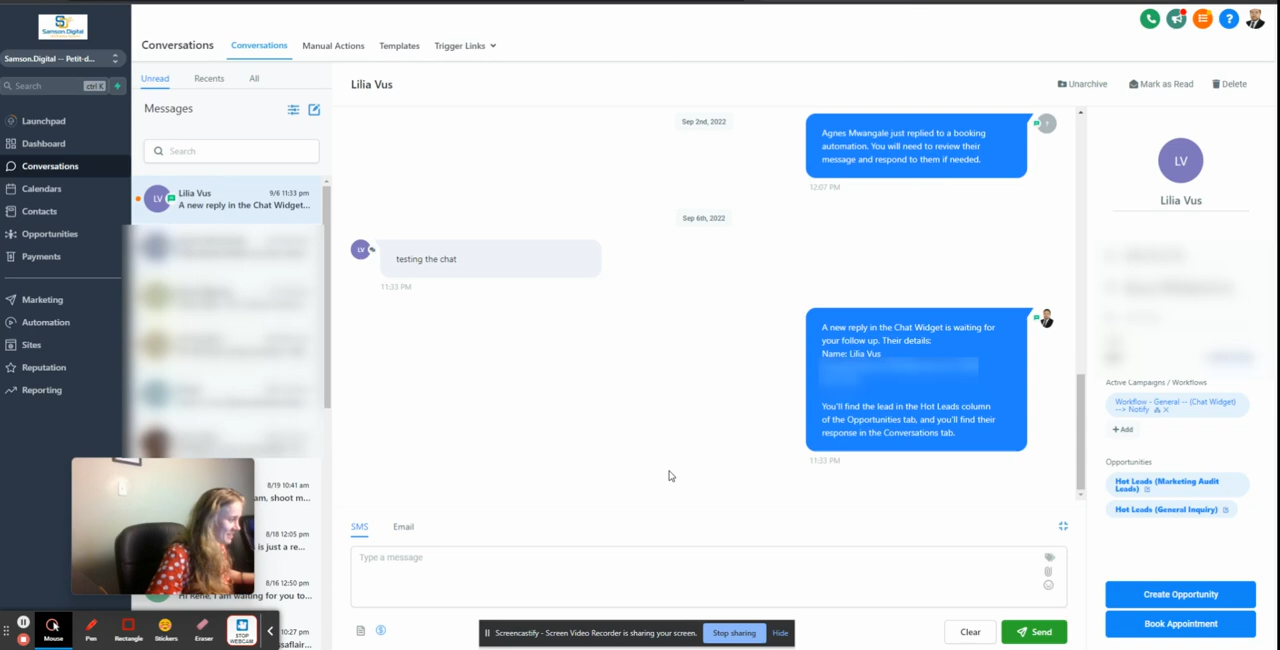 Samson.Digital
Samson.Digital -- Petit-d...
Search
ctrl K
Launchpad
Dashboard
Conversations
Calendars
Contacts
Opportunities
Payments
Marketing
Automation
Sites
Reputation
Reporting
Conversations
Conversations
Manual Actions
Templates
Trigger Links
Unread
Recents
All
Messages
Search
LV
Lilia Vus
9/6 11:33 pm
A new reply in the Chat Widget...
8/19 10:41 am
am, shoot m...
8/18 12:05 pm
is just a re...
8/16 12:50 pm
Hi Rene, I am waiting for you to...
10:27 pm
Lilia Vus
Unarchive
Mark as Read
Delete
Sep 2nd, 2022
Agnes Mwangale just replied to a booking
automation. You will need to review their
message and respond to them if needed.
12:07 PM
Sep 6th, 2022
LV
testing the chat
11:33 PM
A new reply in the Chat Widget is waiting for
your follow up. Their details:
Name: Lilia Vus
You'll find the lead in the Hot Leads column
of the Opportunities tab, and you'll find their
response in the Conversations tab.
11:33 PM
SMS
Email
Type a message
Clear
Send
LV
Lilia Vus
Active Campaigns / Workflows
Workflow - General -- (Chat Widget)
--> Notify
Add
Opportunities
Hot Leads (Marketing Audit
Leads)
Hot Leads (General Inquiry)
Create Opportunity
Book Appointment
Mouse
Pen
Rectangle
Stickers
Eraser
STOP
WEBCAM
Screencastify - Screen Video Recorder is sharing your screen.
Stop sharing
Hide